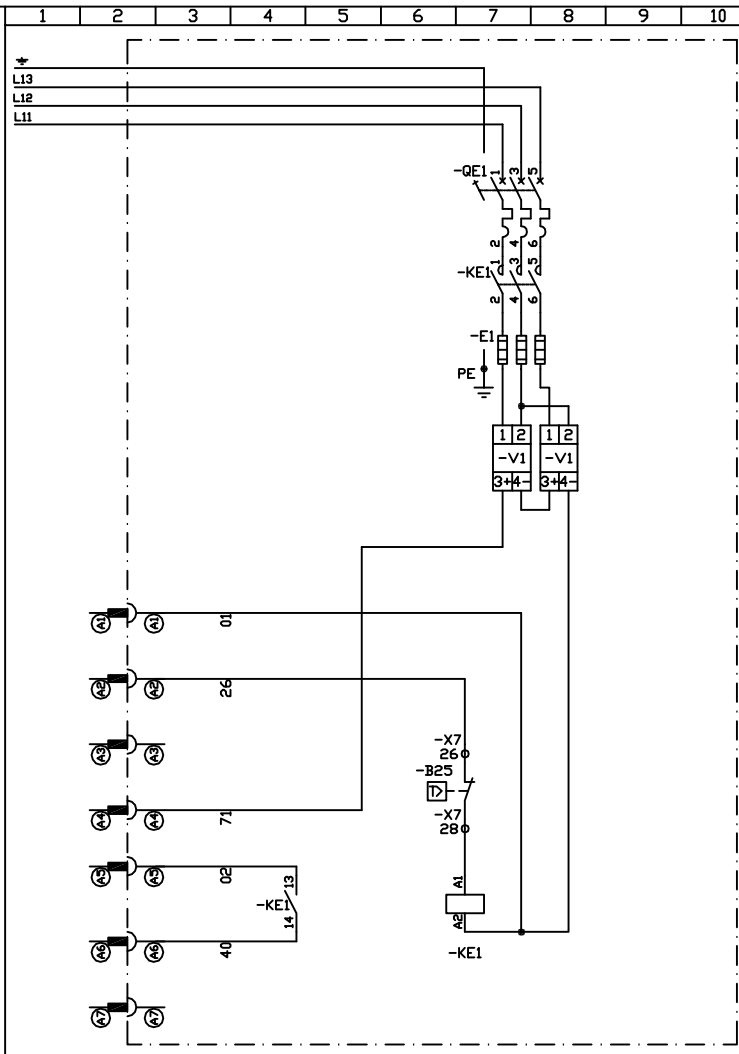 1 2 3 4 5 6 7 8 9 10
L13
L12
L11
-QE1 1 3 5
2 4 6
-KE1 1 3 5
2 4 6
-E1
PE
1 2 1 2
-V1 -V1
3+ 4- 3+ 4-
A1 A1 01
A2 A2 26
A3 A3
-X7
26
-B25
T>
-X7
28
A4 A4 71
A5 A5 02
13
-KE1
14
A1
A2
A6 A6 40
-KE1
A7 A7